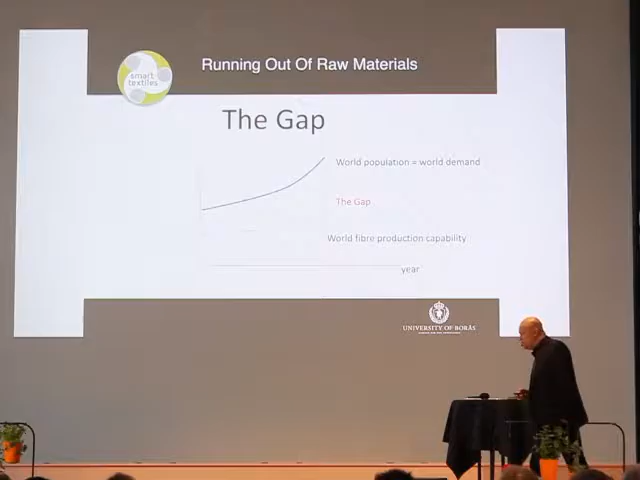 smart
textiles
Running Out Of Raw Materials
The Gap
World population = world demand
The Gap
World fibre production capability
year
UNIVERSITY OF BORÅS